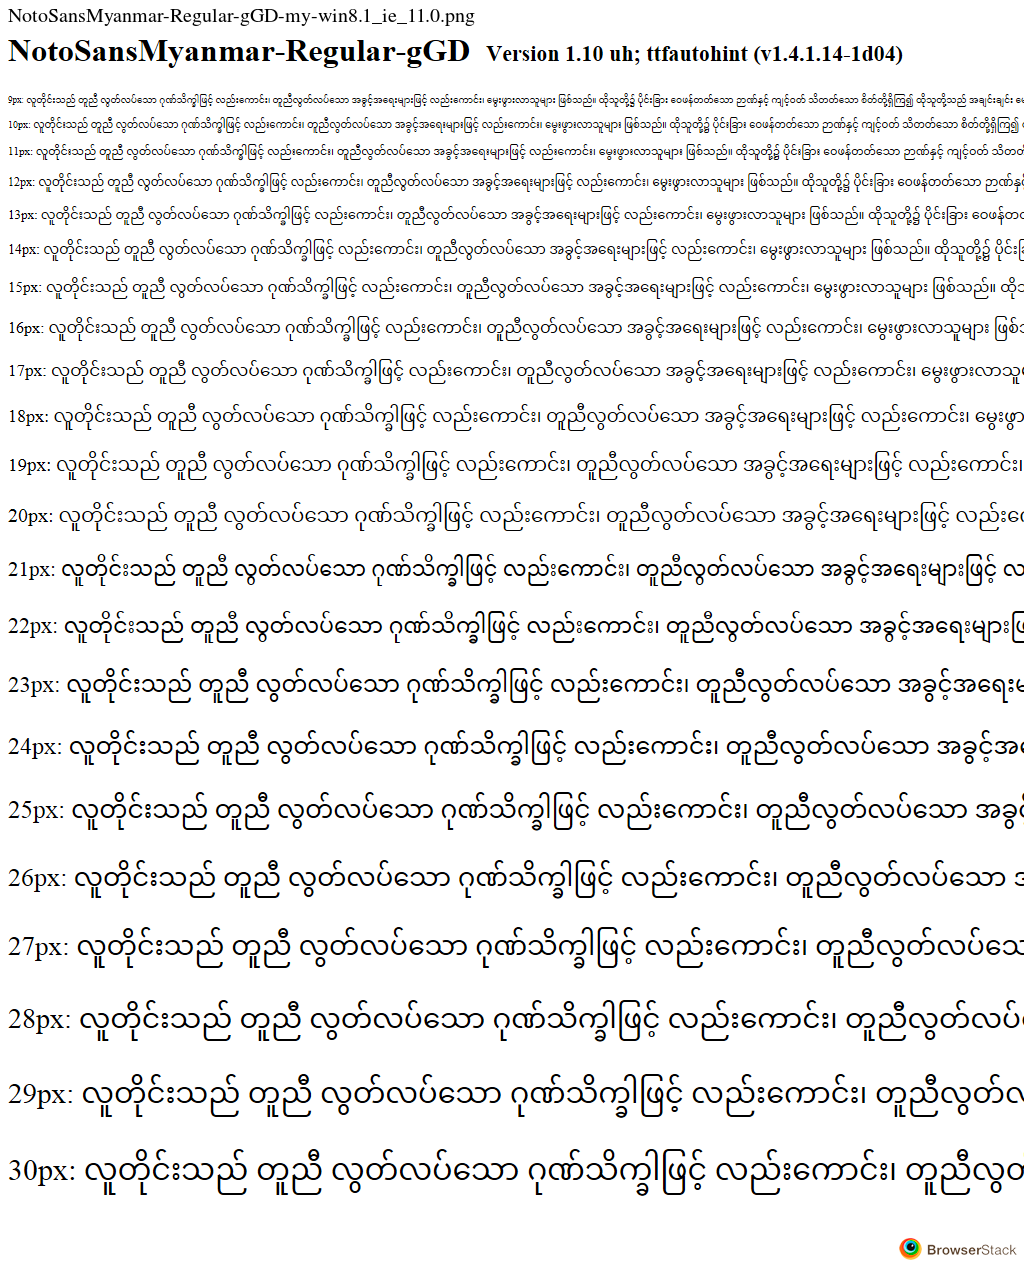 NotoSansMyanmar-Regular-gGD-my-win8.1_ie_11.0.png
NotoSansMyanmar-Regular-gGD Version 1.10 uh; ttfautohint (v1.4.1.14-1d04)
9px: လူတိုင်းသည် တူညီ လွတ်လပ်သော ဂုဏ်သိက္ခါဖြင့် လည်းကောင်း၊ တူညီလွတ်လပ်သော အခွင့်အရေးများဖြင့် လည်းကောင်း၊ မွေးဖွားလာသူများ ဖြစ်သည်။ ထိုသူတို့၌ ပိုင်းခြား ဝေဖန်တတ်သော ဉာဏ်နှင့် ကျင့်ဝတ် သိတတ်သော စိတ်တို့ရှိကြ၍ ထိုသူတို့သည် အချင်းချင်း
10px: လူတိုင်းသည် တူညီ လွတ်လပ်သော ဂုဏ်သိက္ခါဖြင့် လည်းကောင်း၊ တူညီလွတ်လပ်သော အခွင့်အရေးများဖြင့် လည်းကောင်း၊ မွေးဖွားလာသူများ ဖြစ်သည်။ ထိုသူတို့၌ ပိုင်းခြား ဝေဖန်တတ်သော ဉာဏ်နှင့် ကျင့်ဝတ် သိတတ်သော စိတ်တို့ရှိကြ၍
11px: လူတိုင်းသည် တူညီ လွတ်လပ်သော ဂုဏ်သိက္ခါဖြင့် လည်းကောင်း၊ တူညီလွတ်လပ်သော အခွင့်အရေးများဖြင့် လည်းကောင်း၊ မွေးဖွားလာသူများ ဖြစ်သည်။ ထိုသူတို့၌ ပိုင်းခြား ဝေဖန်တတ်သော ဉာဏ်နှင့် ကျင့်ဝတ် သိတတ်
12px: လူတိုင်းသည် တူညီ လွတ်လပ်သော ဂုဏ်သိက္ခါဖြင့် လည်းကောင်း၊ တူညီလွတ်လပ်သော အခွင့်အရေးများဖြင့် လည်းကောင်း၊ မွေးဖွားလာသူများ ဖြစ်သည်။ ထိုသူတို့၌ ပိုင်းခြား ဝေဖန်တတ်သော ဉာဏ်နှင့်
13px: လူတိုင်းသည် တူညီ လွတ်လပ်သော ဂုဏ်သိက္ခါဖြင့် လည်းကောင်း၊ တူညီလွတ်လပ်သော အခွင့်အရေးများဖြင့် လည်းကောင်း၊ မွေးဖွားလာသူများ ဖြစ်သည်။ ထိုသူတို့၌ ပိုင်းခြား ဝေဖန်တ
14px: လူတိုင်းသည် တူညီ လွတ်လပ်သော ဂုဏ်သိက္ခါဖြင့် လည်းကောင်း၊ တူညီလွတ်လပ်သော အခွင့်အရေးများဖြင့် လည်းကောင်း၊ မွေးဖွားလာသူများ ဖြစ်သည်။ ထိုသူတို့၌ ပိုင်း
15px: လူတိုင်းသည် တူညီ လွတ်လပ်သော ဂုဏ်သိက္ခါဖြင့် လည်းကောင်း၊ တူညီလွတ်လပ်သော အခွင့်အရေးများဖြင့် လည်းကောင်း၊ မွေးဖွားလာသူများ ဖြစ်သည်။ ထို
16px: လူတိုင်းသည် တူညီ လွတ်လပ်သော ဂုဏ်သိက္ခါဖြင့် လည်းကောင်း၊ တူညီလွတ်လပ်သော အခွင့်အရေးများဖြင့် လည်းကောင်း၊ မွေးဖွားလာသူများ ဖြစ်
17px: လူတိုင်းသည် တူညီ လွတ်လပ်သော ဂုဏ်သိက္ခါဖြင့် လည်းကောင်း၊ တူညီလွတ်လပ်သော အခွင့်အရေးများဖြင့် လည်းကောင်း၊ မွေးဖွားလာသူ
18px: လူတိုင်းသည် တူညီ လွတ်လပ်သော ဂုဏ်သိက္ခါဖြင့် လည်းကောင်း၊ တူညီလွတ်လပ်သော အခွင့်အရေးများဖြင့် လည်းကောင်း၊ မွေးဖွာ
19px: လူတိုင်းသည် တူညီ လွတ်လပ်သော ဂုဏ်သိက္ခါဖြင့် လည်းကောင်း၊ တူညီလွတ်လပ်သော အခွင့်အရေးများဖြင့် လည်းကောင်း၊
20px: လူတိုင်းသည် တူညီ လွတ်လပ်သော ဂုဏ်သိက္ခါဖြင့် လည်းကောင်း၊ တူညီလွတ်လပ်သော အခွင့်အရေးများဖြင့် လည်း
21px: လူတိုင်းသည် တူညီ လွတ်လပ်သော ဂုဏ်သိက္ခါဖြင့် လည်းကောင်း၊ တူညီလွတ်လပ်သော အခွင့်အရေးများဖြင့် လ
22px: လူတိုင်းသည် တူညီ လွတ်လပ်သော ဂုဏ်သိက္ခါဖြင့် လည်းကောင်း၊ တူညီလွတ်လပ်သော အခွင့်အရေးများဖြ
23px: လူတိုင်းသည် တူညီ လွတ်လပ်သော ဂုဏ်သိက္ခါဖြင့် လည်းကောင်း၊ တူညီလွတ်လပ်သော အခွင့်အရေးမ
24px: လူတိုင်းသည် တူညီ လွတ်လပ်သော ဂုဏ်သိက္ခါဖြင့် လည်းကောင်း၊ တူညီလွတ်လပ်သော အခွင့်အ
25px: လူတိုင်းသည် တူညီ လွတ်လပ်သော ဂုဏ်သိက္ခါဖြင့် လည်းကောင်း၊ တူညီလွတ်လပ်သော အခွင့်
26px: လူတိုင်းသည် တူညီ လွတ်လပ်သော ဂုဏ်သိက္ခါဖြင့် လည်းကောင်း၊ တူညီလွတ်လပ်သော
27px: လူတိုင်းသည် တူညီ လွတ်လပ်သော ဂုဏ်သိက္ခါဖြင့် လည်းကောင်း၊ တူညီလွတ်လပ်သေ
28px: လူတိုင်းသည် တူညီ လွတ်လပ်သော ဂုဏ်သိက္ခါဖြင့် လည်းကောင်း၊ တူညီလွတ်လပ်
29px: လူတိုင်းသည် တူညီ လွတ်လပ်သော ဂုဏ်သိက္ခါဖြင့် လည်းကောင်း၊ တူညီလွတ်လ
30px: လူတိုင်းသည် တူညီ လွတ်လပ်သော ဂုဏ်သိက္ခါဖြင့် လည်းကောင်း၊ တူညီလွတ
BrowserStack